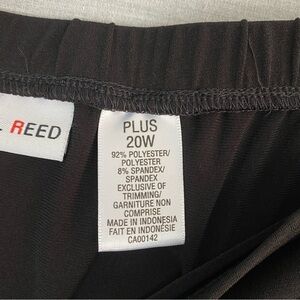 REED
PLUS
20W
92% POLYESTER/
POLYESTER
8% SPANDEX/
SPANDEX
EXCLUSIVE OF
TRIMMING/
GARNITURE NON
COMPRISE
MADE IN INDONESIA
FAIT EN INDONÉSIE
CA00142